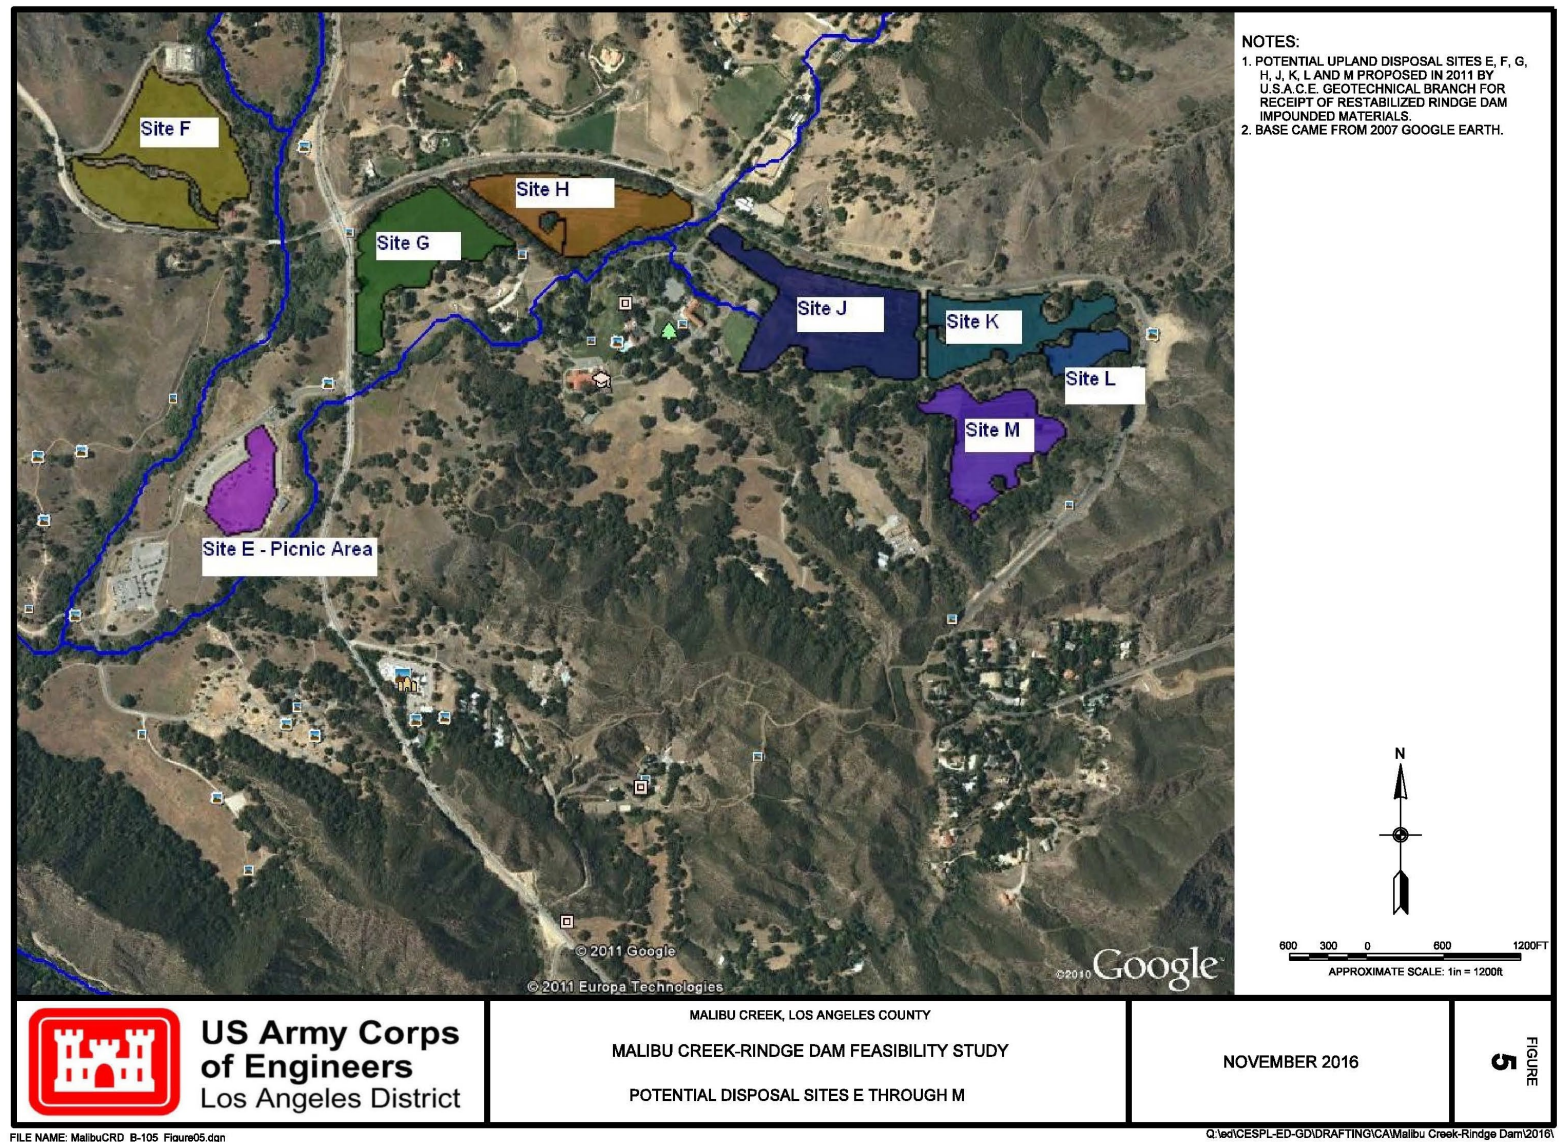 NOTES:
1. POTENTIAL UPLAND DISPOSAL SITES E, F, G,
H, J, K, L AND M PROPOSED IN 2011 BY
U.S.A.C.E. GEOTECHNICAL BRANCH FOR
RECEIPT OF RESTABILIZED RINDGE DAM
IMPOUNDED MATERIALS.
2. BASE CAME FROM 2007 GOOGLE EARTH.
Site F
Site H
Site G
Site J
Site K
Site L
Site M
Site E - Picnic Area
N
600 300 0 600 1200FT
APPROXIMATE SCALE: 1in = 1200ft
© 2011 Google
© 2011 Europa Technologies
©2010 Google
US Army Corps
of Engineers
Los Angeles District
MALIBU CREEK, LOS ANGELES COUNTY
MALIBU CREEK-RINDGE DAM FEASIBILITY STUDY
POTENTIAL DISPOSAL SITES E THROUGH M
NOVEMBER 2016
FIGURE
5
FILE NAME: MalibuCRD_B-105_Figure05.dgn
Q:\ed\CESPL-ED-GD\DRAFTING\CA\Malibu Creek-Rindge Dam\2016\